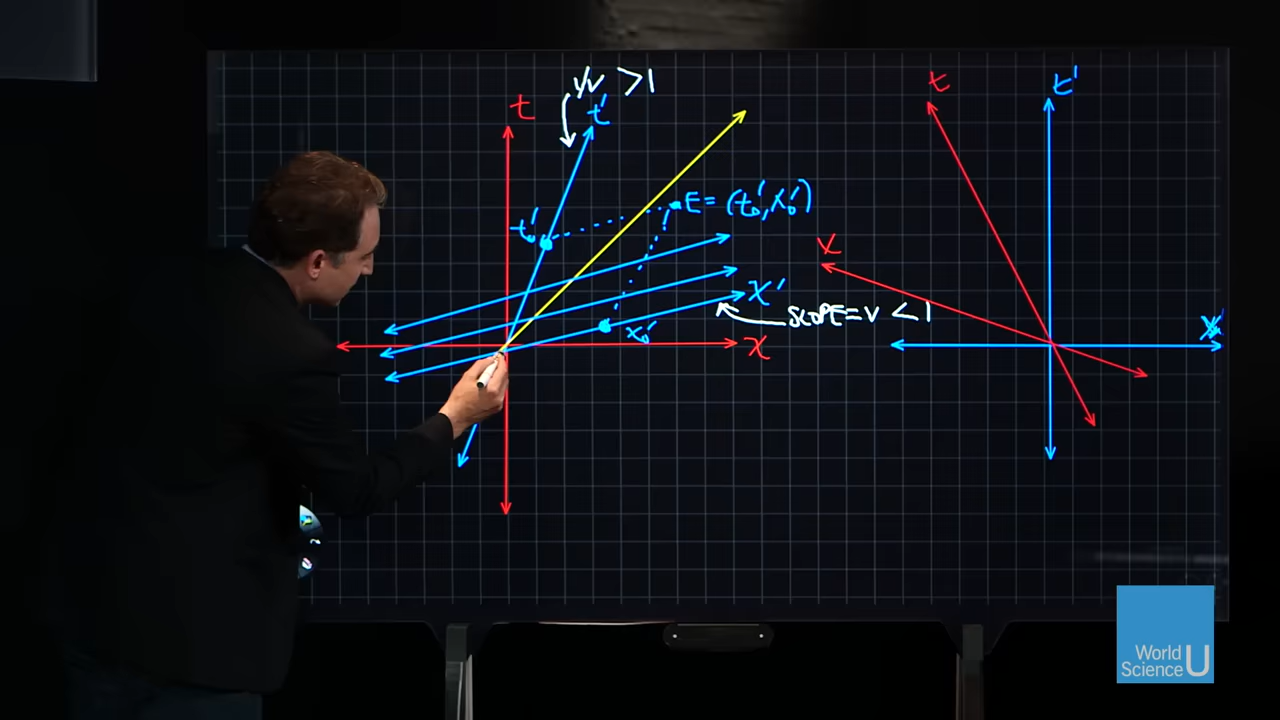 1/v > 1
t
t'
E = (t₀', x₀')
t₀'
x'
SLOPE = v < 1
x₀'
x
t
t'
x
x'
World
Science U